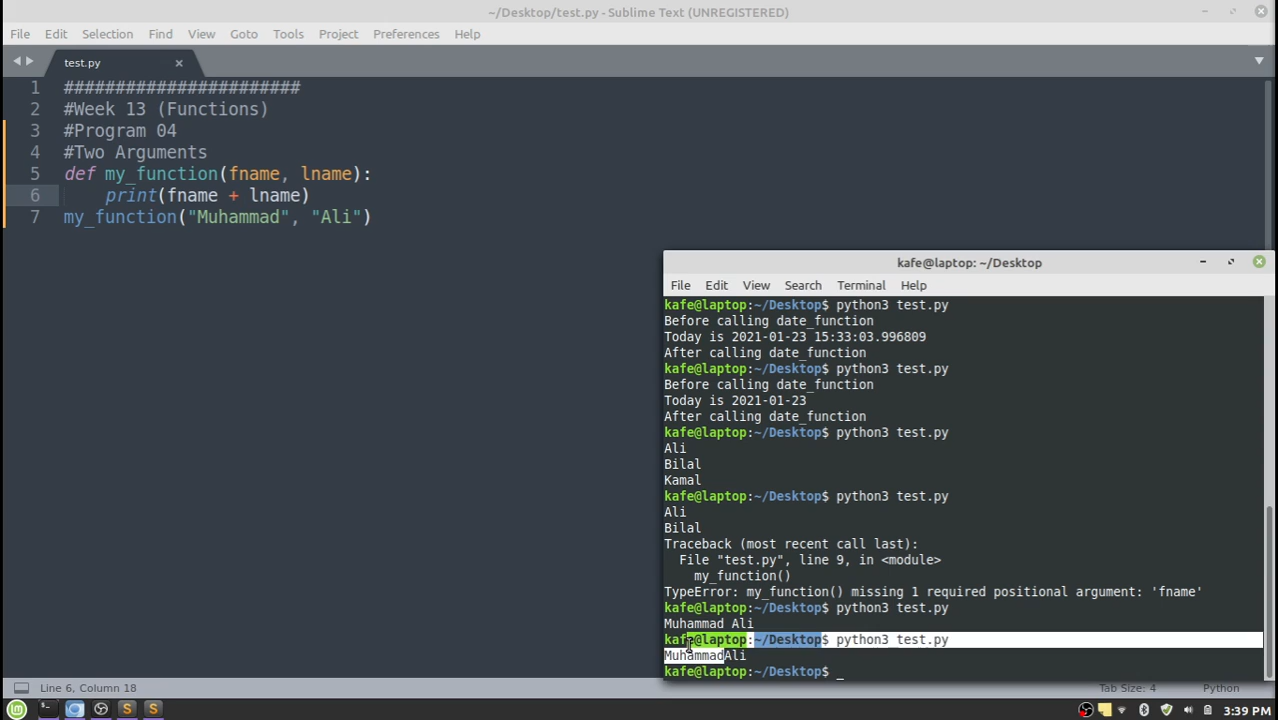 ~/Desktop/test.py - Sublime Text (UNREGISTERED)
File Edit Selection Find View Goto Tools Project Preferences Help
test.py
1 #######################
2 #Week 13 (Functions)
3 #Program 04
4 #Two Arguments
5 def my_function(fname, lname):
6     print(fname + lname)
7 my_function("Muhammad", "Ali")
kafe@laptop: ~/Desktop
File Edit View Search Terminal Help
kafe@laptop:~/Desktop$ python3 test.py
Before calling date_function
Today is 2021-01-23 15:33:03.996809
After calling date_function
kafe@laptop:~/Desktop$ python3 test.py
Before calling date_function
Today is 2021-01-23
After calling date_function
kafe@laptop:~/Desktop$ python3 test.py
Ali
Bilal
Kamal
kafe@laptop:~/Desktop$ python3 test.py
Ali
Bilal
Traceback (most recent call last):
  File "test.py", line 9, in <module>
    my_function()
TypeError: my_function() missing 1 required positional argument: 'fname'
kafe@laptop:~/Desktop$ python3 test.py
Muhammad Ali
kafe@laptop:~/Desktop$ python3 test.py
MuhammadAli
kafe@laptop:~/Desktop$ _
Line 6, Column 18 Tab Size: 4 Python
3:39 PM